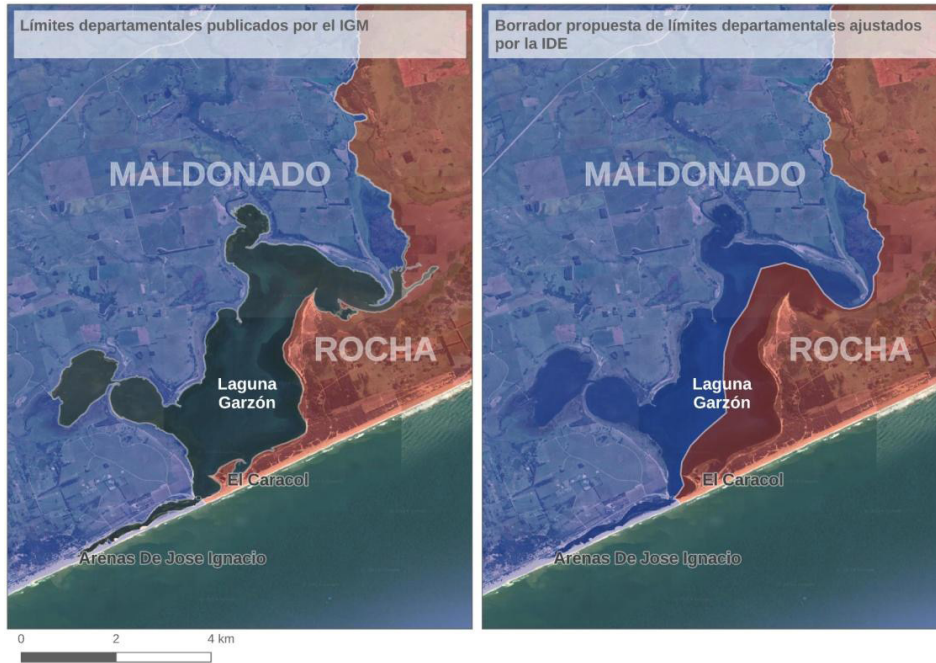 Límites departamentales publicados por el IGM
MALDONADO
ROCHA
Laguna
Garzón
El Caracol
Arenas De Jose Ignacio
Borrador propuesta de límites departamentales ajustados
por la IDE
MALDONADO
ROCHA
Laguna
Garzón
El Caracol
Arenas De Jose Ignacio
0 2 4 km